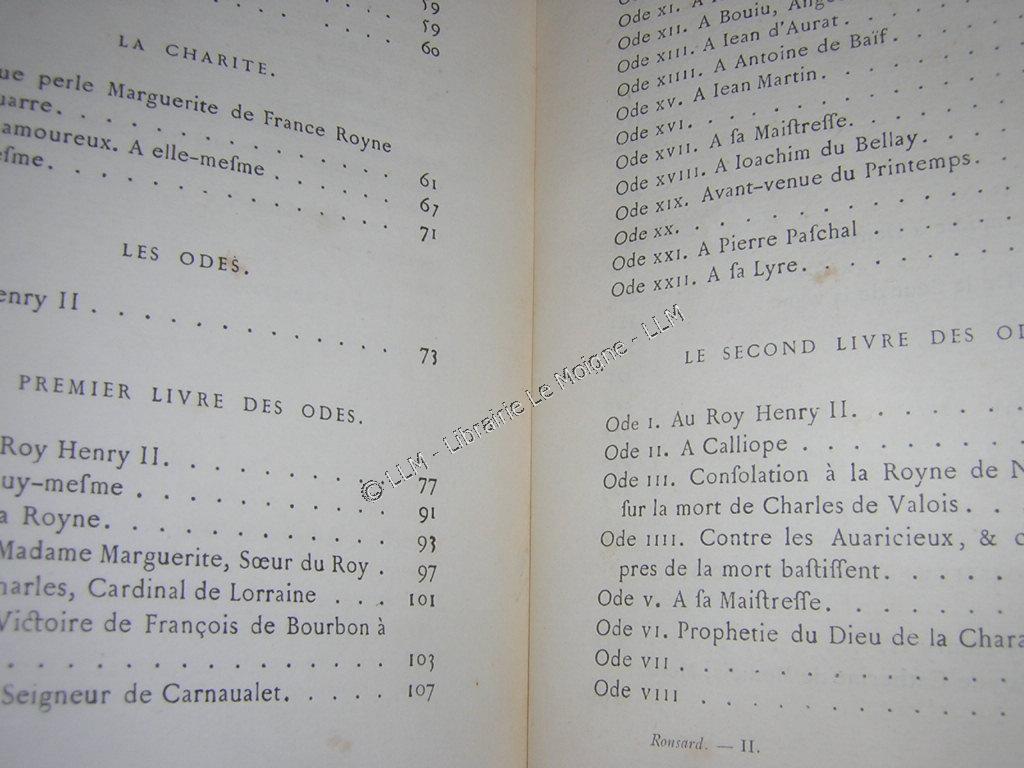 59
59
60
LA CHARITE.
perle Marguerite de France Royne
uarre. 61
amoureux. A elle-meſme 67
eſme. 71
LES ODES.
enry II 73
PREMIER LIVRE DES ODES.
Roy Henry II. 77
uy-meſme 91
a Royne. 93
Madame Marguerite, Sœur du Roy . 97
harles, Cardinal de Lorraine 101
Victoire de François de Bourbon à
103
Seigneur de Carnaualet. 107
Ode XI. A
Ode XII. A Bouiu,
Ode XIII. A Iean d'Aurat.
Ode XIIII. A Antoine de Baïf.
Ode XV. A Iean Martin.
Ode XVI.
Ode XVII. A ſa Maiſtreſſe.
Ode XVIII. A Ioachim du Bellay.
Ode XIX. Avant-venue du Printemps.
Ode XX.
Ode XXI. A Pierre Paſchal
Ode XXII. A ſa Lyre.
LE SECOND LIVRE DES OD
Ode I. Au Roy Henry II.
Ode II. A Calliope
Ode III. Conſolation à la Royne de N
ſur la mort de Charles de Valois.
Ode IIII. Contre les Auaricieux, & c
pres de la mort baſtiſſent.
Ode V. A ſa Maiſtreſſe.
Ode VI. Prophetie du Dieu de la Chara
Ode VII
Ode VIII
Ronsard. — II.
© LLM - Librairie Le Moigne - LLM